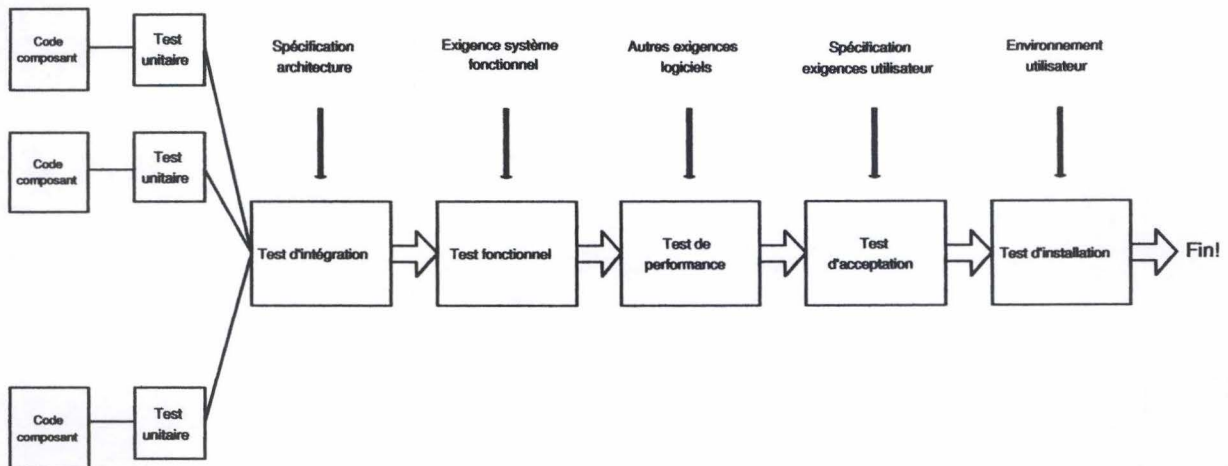 Code
composant
Test
unitaire
Spécification
architecture
Exigence système
fonctionnel
Autres exigences
logiciels
Spécification
exigences utilisateur
Environnement
utilisateur
Code
composant
Test
unitaire
Test d'intégration
Test fonctionnel
Test de
performance
Test
d'acceptation
Test d'installation
Fin!
Code
composant
Test
unitaire